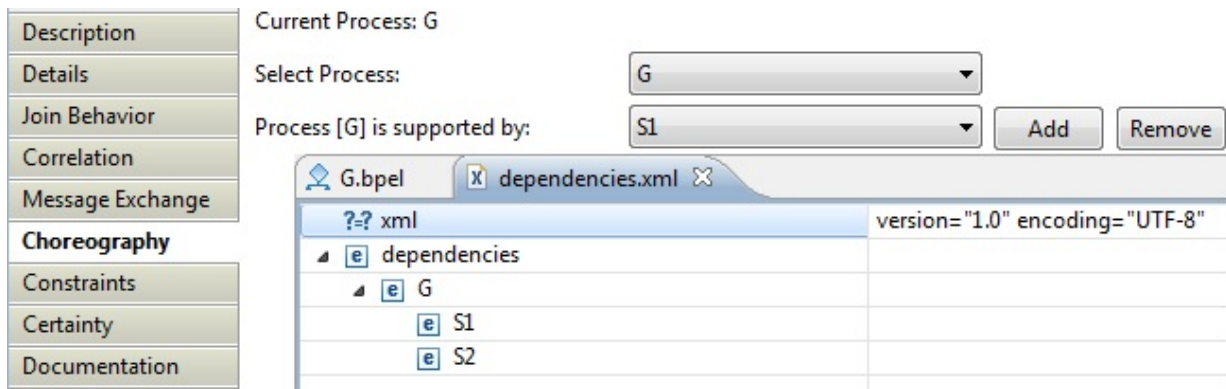 Description
Details
Join Behavior
Correlation
Message Exchange
Choreography
Constraints
Certainty
Documentation
Current Process: G
Select Process: G
Process [G] is supported by: S1 Add Remove
G.bpel dependencies.xml
?=? xml version="1.0" encoding="UTF-8"
e dependencies
e G
e S1
e S2